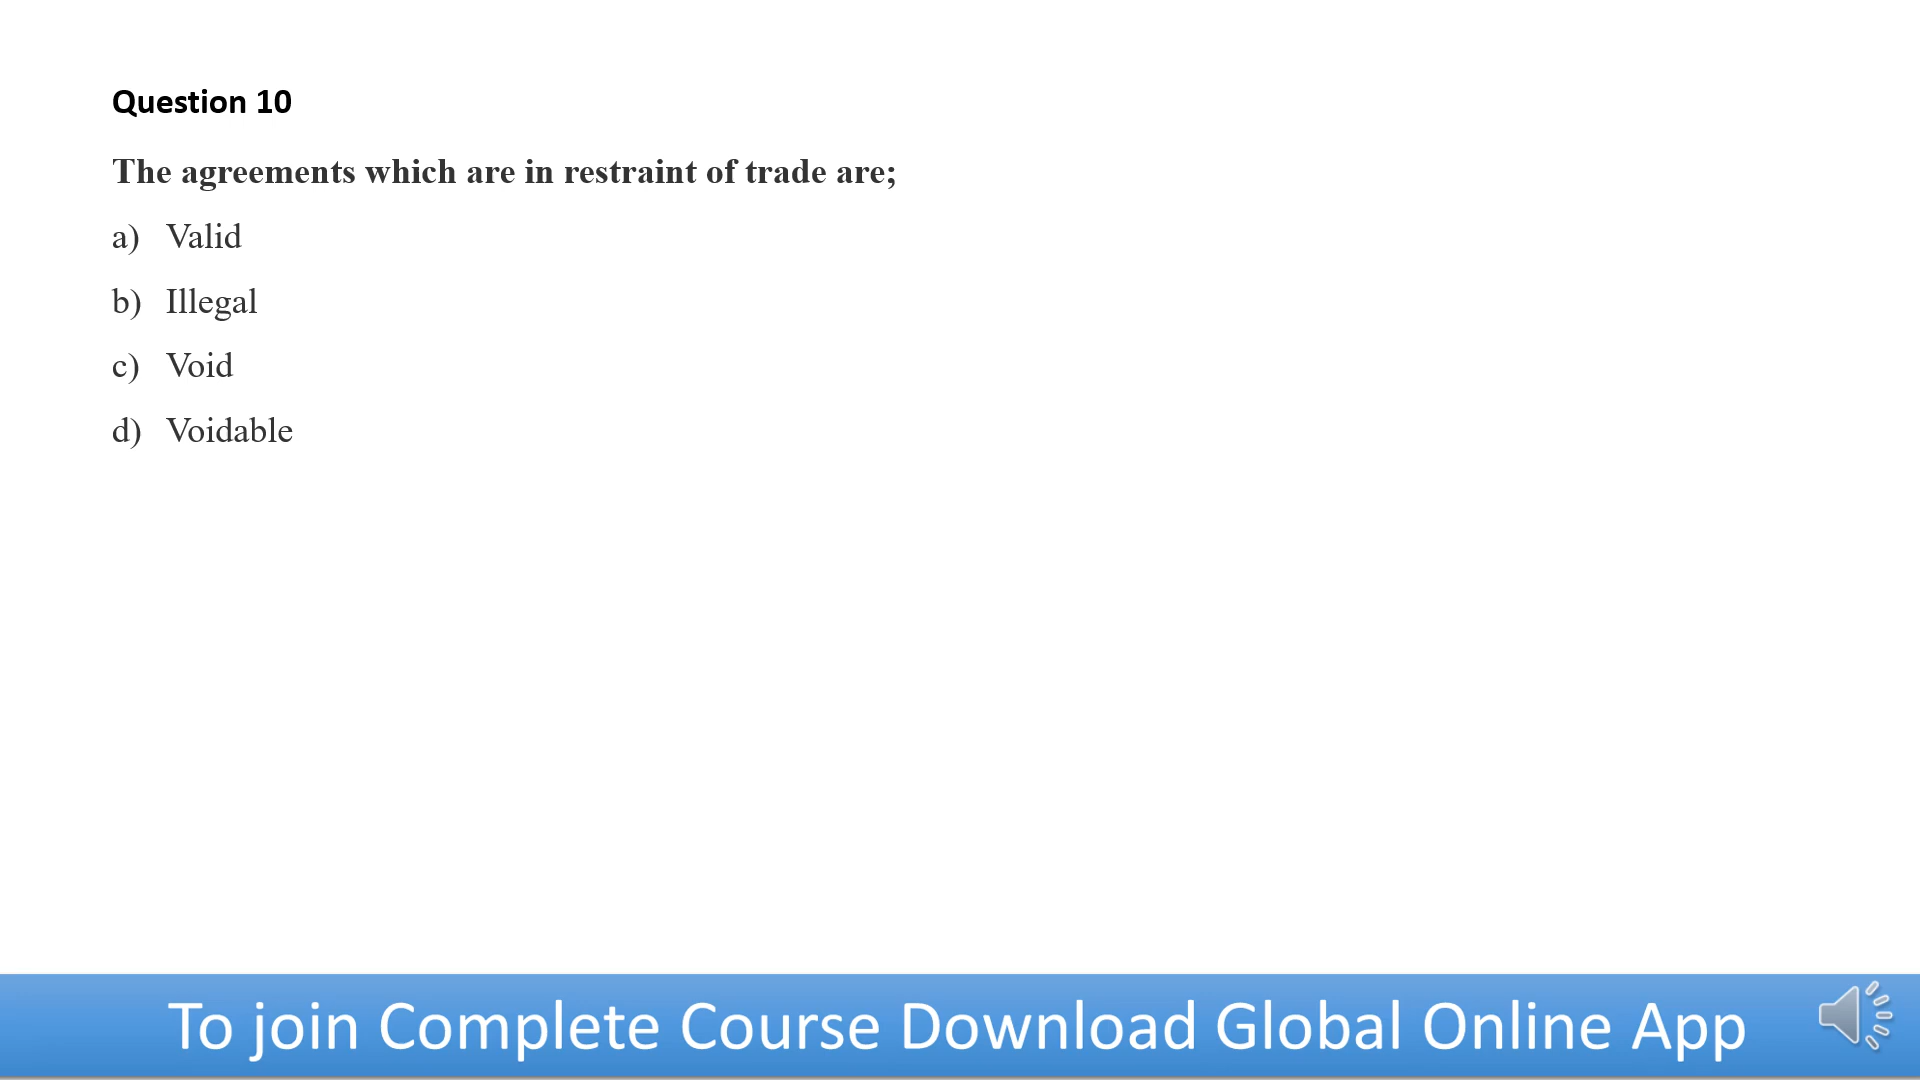 Question 10
The agreements which are in restraint of trade are;
a) Valid
b) Illegal
c) Void
d) Voidable
To join Complete Course Download Global Online App